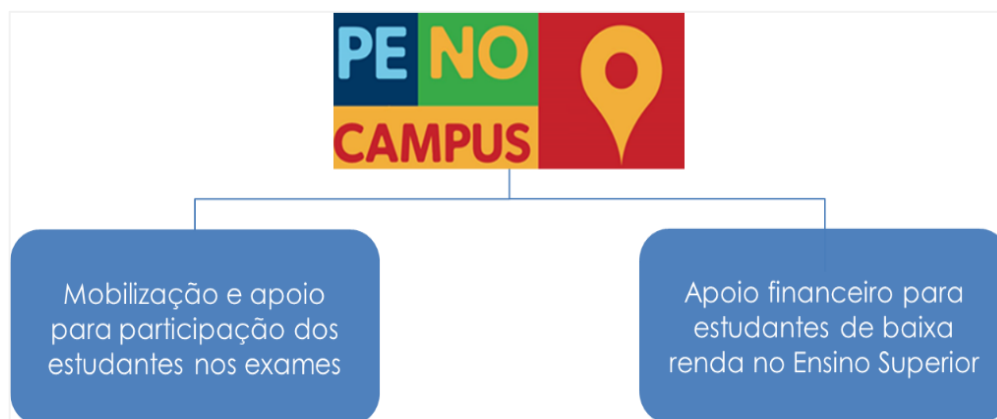 PE NO
CAMPUS
Mobilização e apoio
para participação dos
estudantes nos exames
Apoio financeiro para
estudantes de baixa
renda no Ensino Superior